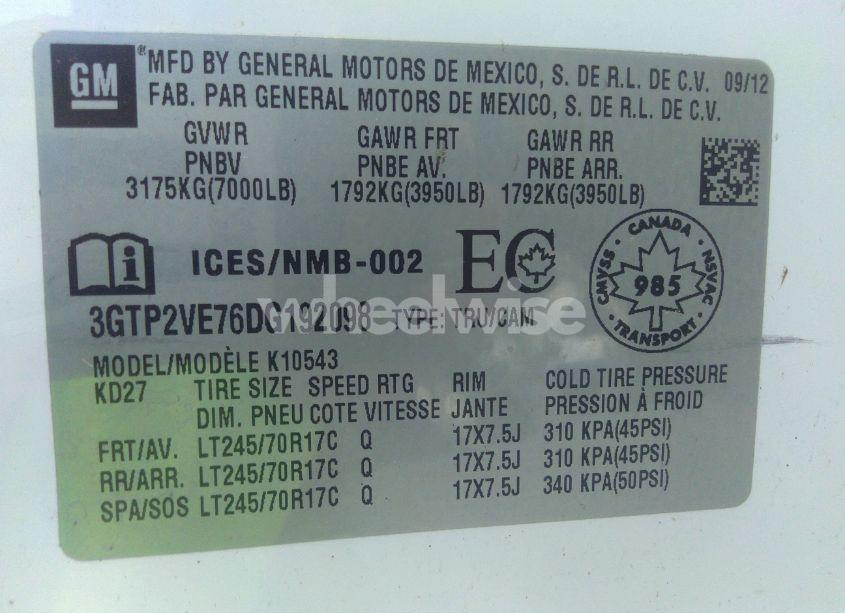 GM
® MFD BY GENERAL MOTORS DE MEXICO, S. DE R.L. DE C.V. 09/12
FAB. PAR GENERAL MOTORS DE MEXICO, S. DE R.L. DE C.V.
GVWR GAWR FRT GAWR RR
PNBV PNBE AV. PNBE ARR.
3175KG(7000LB) 1792KG(3950LB) 1792KG(3950LB)
i ICES/NMB-002 EC
CANADA
CMVSS NSVAC
985
TRANSPORT
wheelwise
3GTP2VE76DG192098 TYPE: TRU/CAM
MODEL/MODÈLE K10543
KD27 TIRE SIZE SPEED RTG RIM COLD TIRE PRESSURE
DIM. PNEU COTE VITESSE JANTE PRESSION À FROID
FRT/AV. LT245/70R17C Q 17X7.5J 310 KPA(45PSI)
RR/ARR. LT245/70R17C Q 17X7.5J 310 KPA(45PSI)
SPA/SOS LT245/70R17C Q 17X7.5J 340 KPA(50PSI)